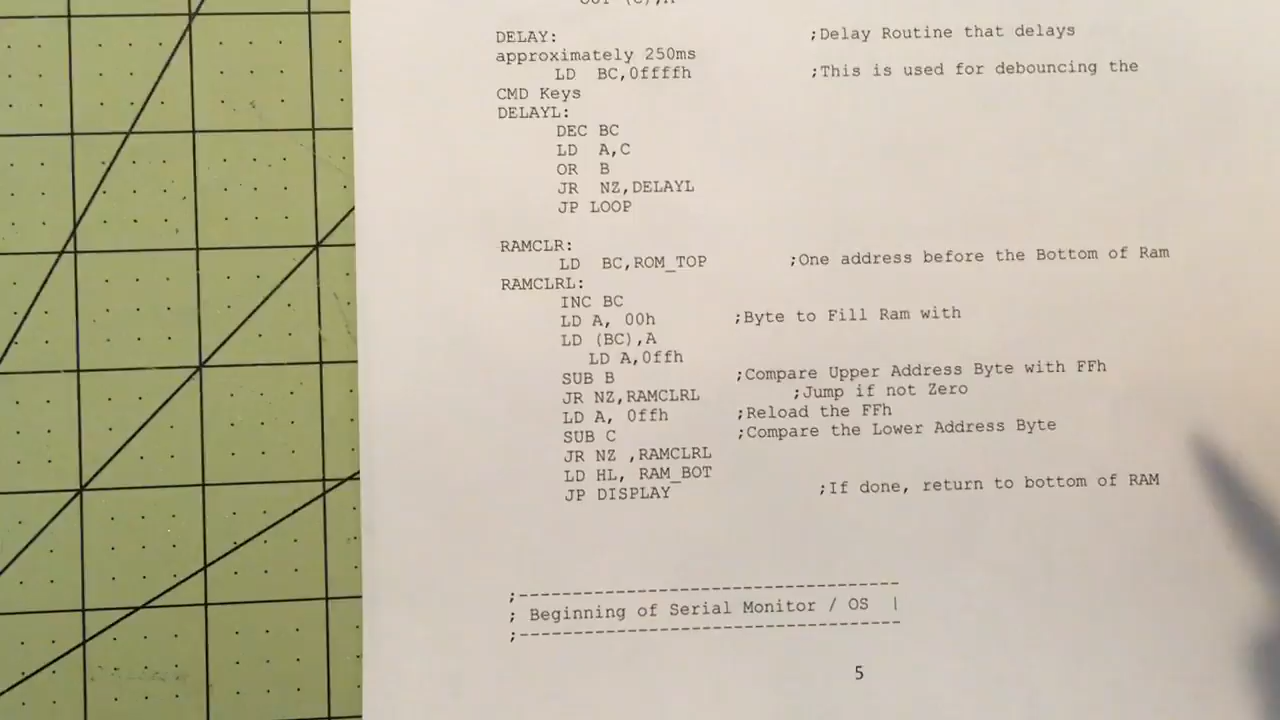 DELAY: ;Delay Routine that delays
approximately 250ms
LD BC,0ffffh ;This is used for debouncing the
CMD Keys
DELAYL:
DEC BC
LD A,C
OR B
JR NZ,DELAYL
JP LOOP
RAMCLR:
LD BC,ROM_TOP ;One address before the Bottom of Ram
RAMCLRL:
INC BC
LD A, 00h ;Byte to Fill Ram with
LD (BC),A
LD A,0ffh
SUB B ;Compare Upper Address Byte with FFh
JR NZ,RAMCLRL ;Jump if not Zero
LD A, 0ffh ;Reload the FFh
SUB C ;Compare the Lower Address Byte
JR NZ ,RAMCLRL
LD HL, RAM_BOT
JP DISPLAY ;If done, return to bottom of RAM
;-----------------------------------
; Beginning of Serial Monitor / OS |
;-----------------------------------
5